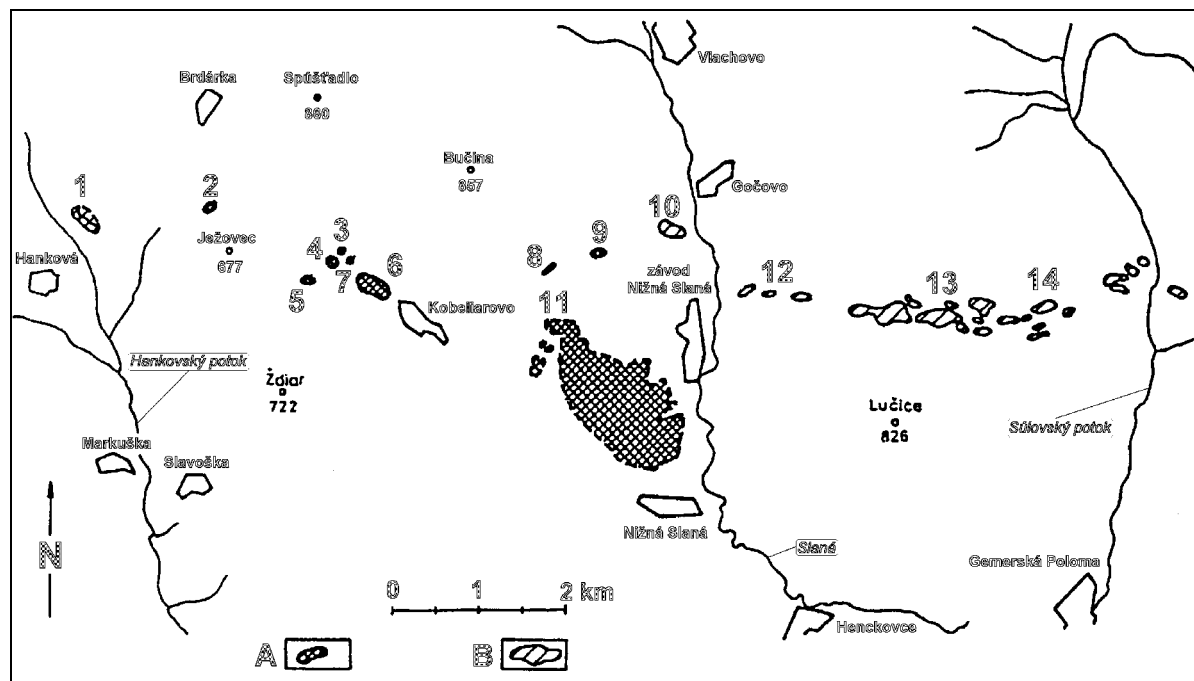 Vlachovo
Brdárka
Spúšťadlo
860
Bučina
857
Gočovo
1
2
Hanková
Ježovec
677
3
4
5
7
6
Kobeliarovo
8
9
10
11
závod
Nižná Slaná
12
13
14
Hankovský potok
Ždiar
722
Lučice
826
Súlovský potok
Markuška
Slavoška
N
Nižná Slaná
Slaná
Gemerská Poloma
0 1 2 km
Henckovce
A
B